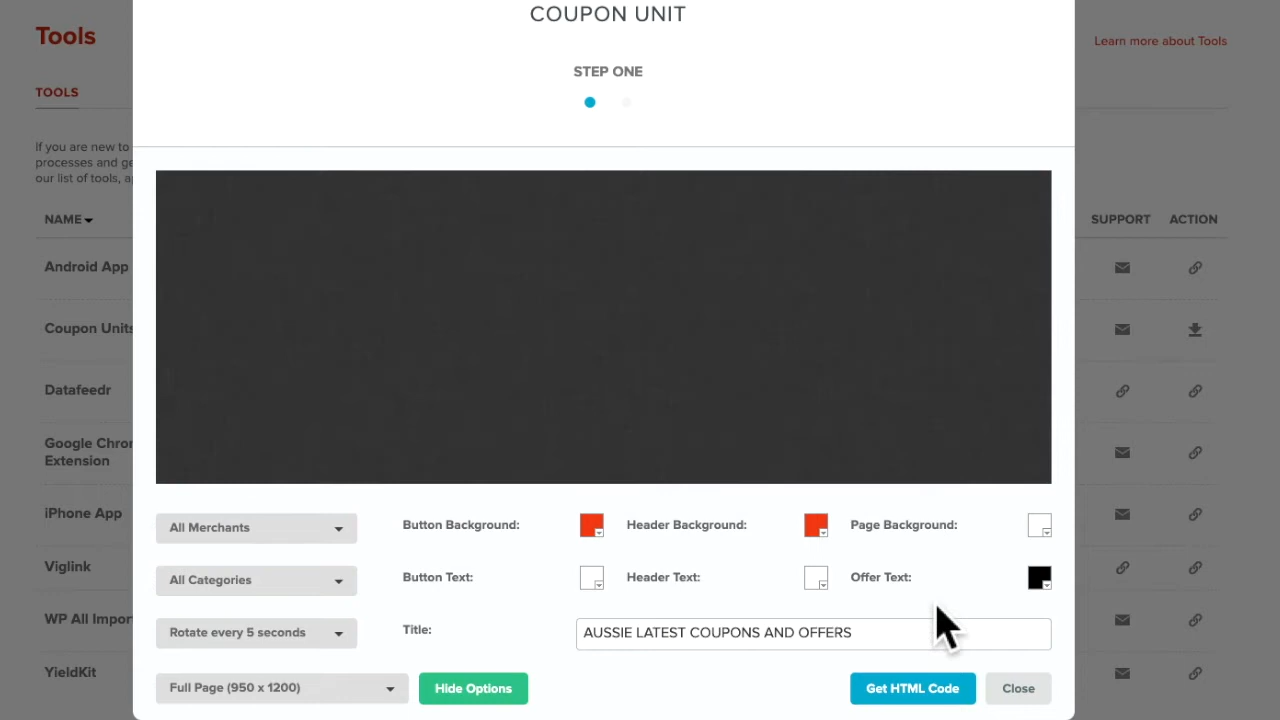 COUPON UNIT
Tools
Learn more about Tools
STEP ONE
TOOLS
If you are new to
processes and ge
our list of tools, a
NAME
SUPPORT
ACTION
Android App
Coupon Units
Datafeedr
Google Chro
Extension
iPhone App
Viglink
WP All Impor
YieldKit
All Merchants
Button Background:
Header Background:
Page Background:
All Categories
Button Text:
Header Text:
Offer Text:
Rotate every 5 seconds
Title:
AUSSIE LATEST COUPONS AND OFFERS
Full Page (950 x 1200)
Hide Options
Get HTML Code
Close